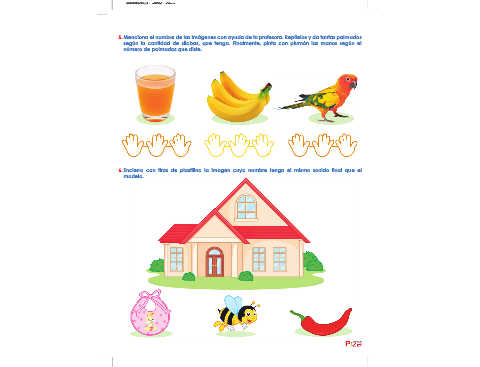 5. Menciona el nombre de las imágenes con ayuda de la profesora. Repítelos y da tantas palmadas
según la cantidad de sílabas, que tenga. Finalmente, pinta con plumón las manos según el
número de palmadas que diste.
6. Encierra con tiras de plastilina la imagen cuyo nombre tenga el mismo sonido final que el
modelo.